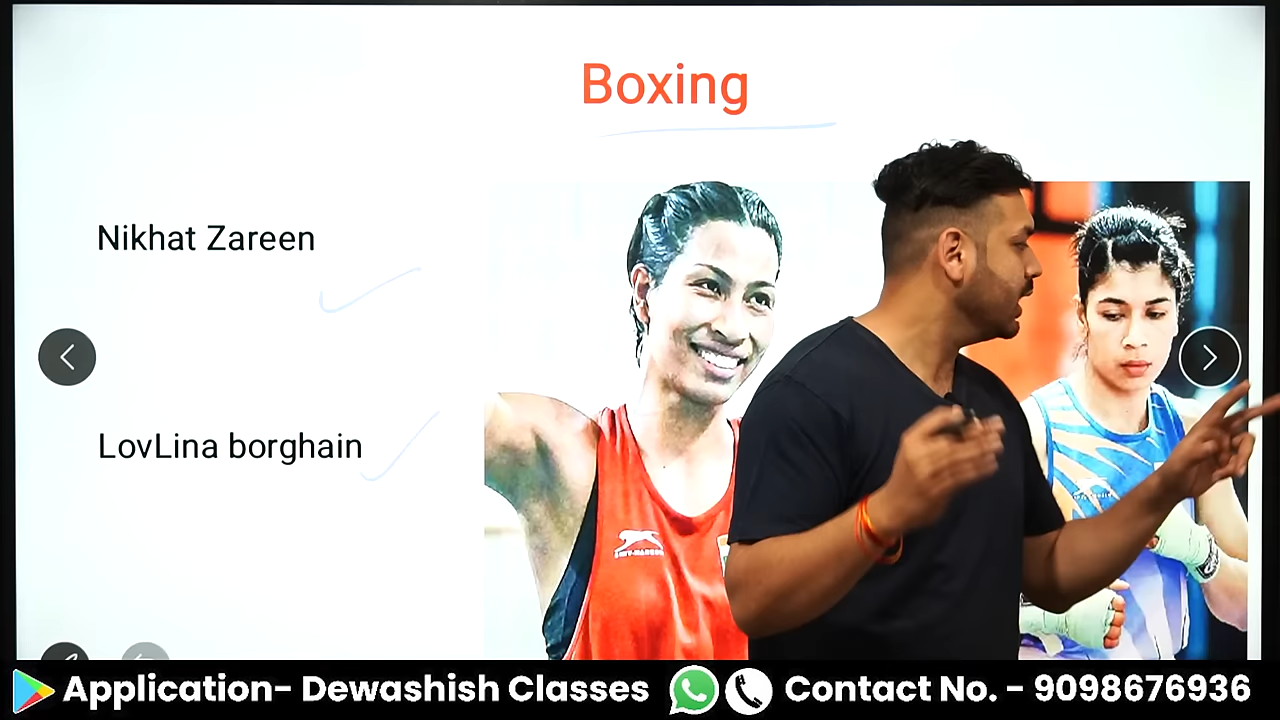 Boxing
Nikhat Zareen
LovLina borghain
Application- Dewashish Classes
Contact No. - 9098676936